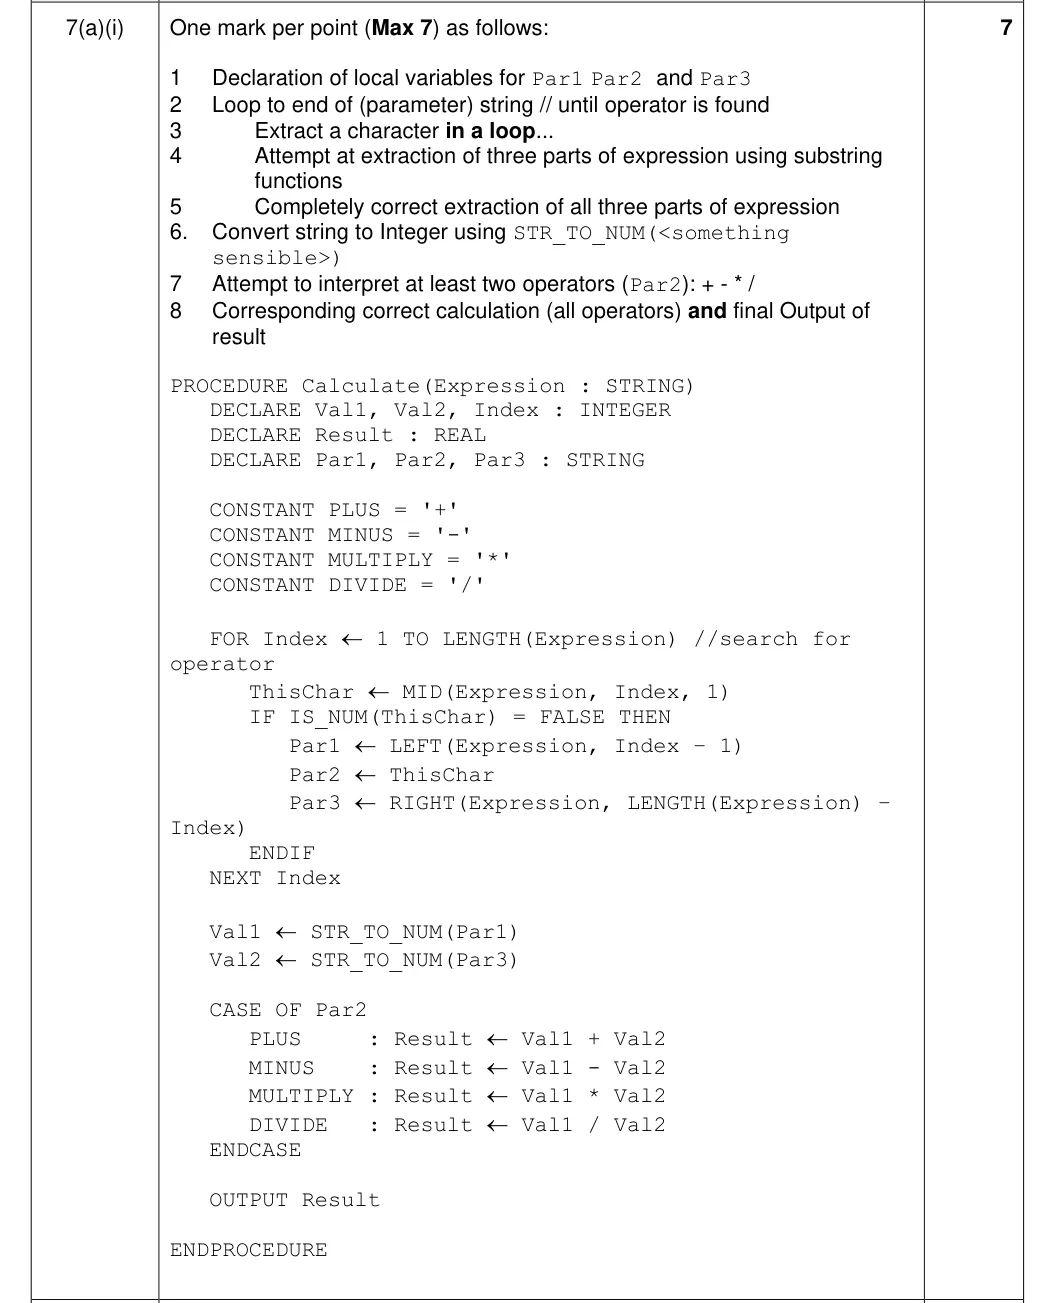 7(a)(i) One mark per point (Max 7) as follows: 7
1 Declaration of local variables for Par1 Par2 and Par3
2 Loop to end of (parameter) string // until operator is found
3 Extract a character in a loop...
4 Attempt at extraction of three parts of expression using substring
functions
5 Completely correct extraction of all three parts of expression
6. Convert string to Integer using STR_TO_NUM(<something
sensible>)
7 Attempt to interpret at least two operators (Par2): + - * /
8 Corresponding correct calculation (all operators) and final Output of
result
PROCEDURE Calculate(Expression : STRING)
DECLARE Val1, Val2, Index : INTEGER
DECLARE Result : REAL
DECLARE Par1, Par2, Par3 : STRING
CONSTANT PLUS = '+'
CONSTANT MINUS = '-'
CONSTANT MULTIPLY = '*'
CONSTANT DIVIDE = '/'
FOR Index ← 1 TO LENGTH(Expression) //search for
operator
ThisChar ← MID(Expression, Index, 1)
IF IS_NUM(ThisChar) = FALSE THEN
Par1 ← LEFT(Expression, Index – 1)
Par2 ← ThisChar
Par3 ← RIGHT(Expression, LENGTH(Expression) –
Index)
ENDIF
NEXT Index
Val1 ← STR_TO_NUM(Par1)
Val2 ← STR_TO_NUM(Par3)
CASE OF Par2
PLUS : Result ← Val1 + Val2
MINUS : Result ← Val1 - Val2
MULTIPLY : Result ← Val1 * Val2
DIVIDE : Result ← Val1 / Val2
ENDCASE
OUTPUT Result
ENDPROCEDURE